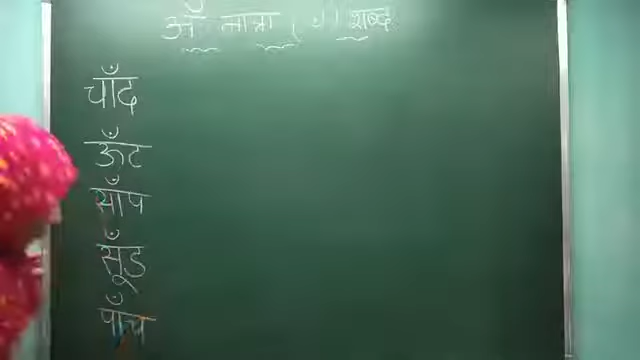 अँ मात्रा ( ँ ) शब्द
चाँद
ऊँट
साँप
सूँड
पाँच